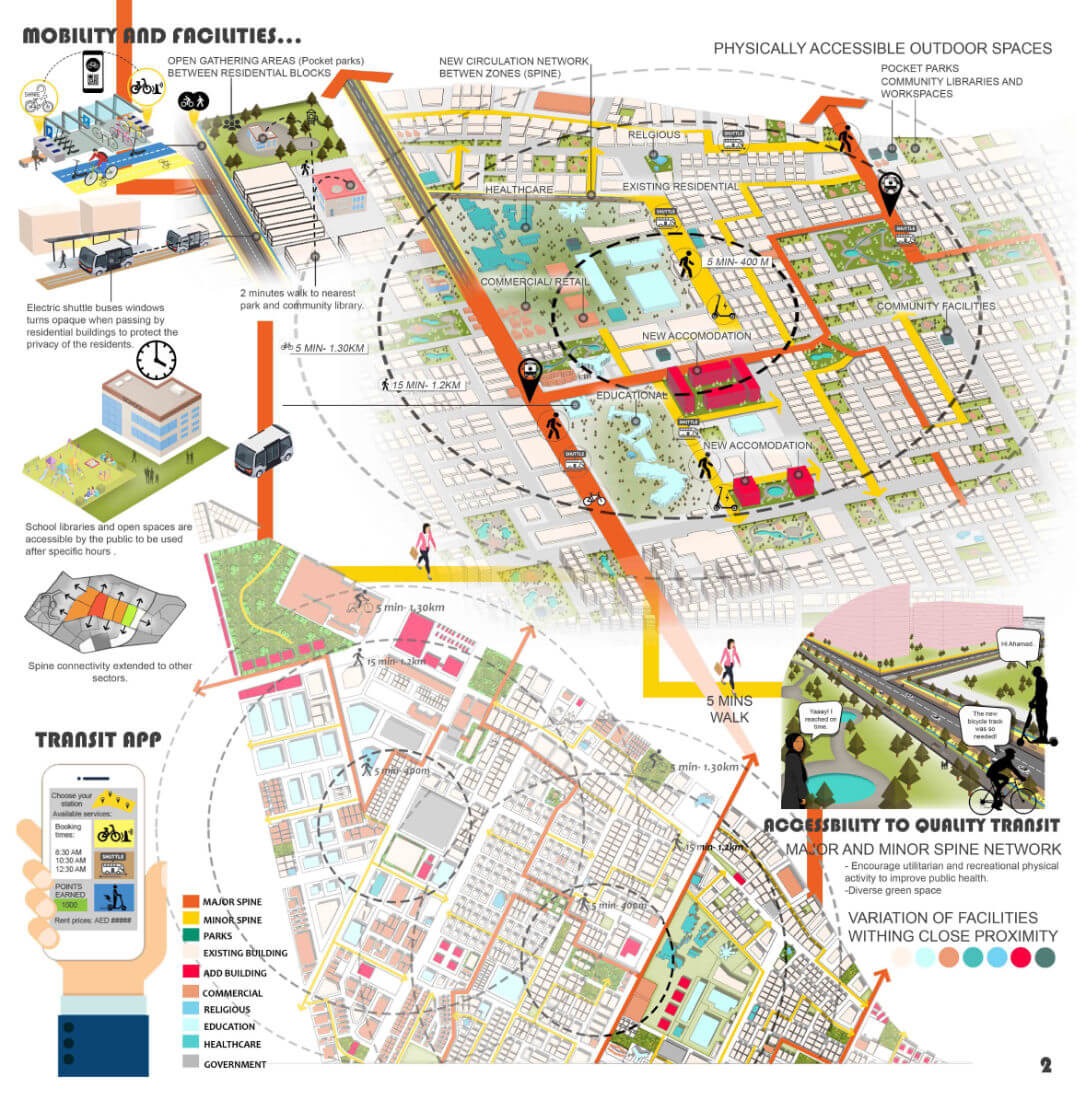 MOBILITY AND FACILITIES...
OPEN GATHERING AREAS (Pocket parks)
BETWEEN RESIDENTIAL BLOCKS
NEW CIRCULATION NETWORK
BETWEN ZONES (SPINE)
PHYSICALLY ACCESSIBLE OUTDOOR SPACES
POCKET PARKS
COMMUNITY LIBRARIES AND
WORKSPACES
RELGIOUS
SHUTTLE
HEALTHCARE
EXISTING RESIDENTIAL
SHUTTLE
SHUTTLE
5 MIN- 400 M
COMMERCIAL/ RETAIL
COMMUNITY FACILITIES
NEW ACCOMODATION
2 minutes walk to nearest
park and community library.
Electric shuttle buses windows
turns opaque when passing by
residential buildings to protect the
privacy of the residents.
5 MIN- 1.30KM
15 MIN- 1.2KM
EDUCATIONAL
SHUTTLE
NEW ACCOMODATION
SHUTTLE
School libraries and open spaces are
accessible by the public to be used
after specific hours .
Spine connectivity extended to other
sectors.
5 min- 1.30km
15 min- 1.2km
5 min- 400m
5 min- 1.30km
15 min- 1.2km
5 min- 400m
5 MINS
WALK
Hi Ahamad.
Yaaay! I
reached on
time.
The new
bicycle track
was so
needed!
TRANSIT APP
Choose your
station
Available services:
Booking
times:
8:30 AM
10:30 AM
12:30 AM
SHUTTLE
POINTS
EARNED
1000
Rent prices: AED #####
ACCESSBILITY TO QUALITY TRANSIT
MAJOR AND MINOR SPINE NETWORK
- Encourage utilitarian and recreational physical
activity to improve public health.
-Diverse green space
VARIATION OF FACILITIES
WITHING CLOSE PROXIMITY
MAJOR SPINE
MINOR SPINE
PARKS
EXISTING BUILDING
ADD BUILDING
COMMERCIAL
RELIGIOUS
EDUCATION
HEALTHCARE
GOVERNMENT
2